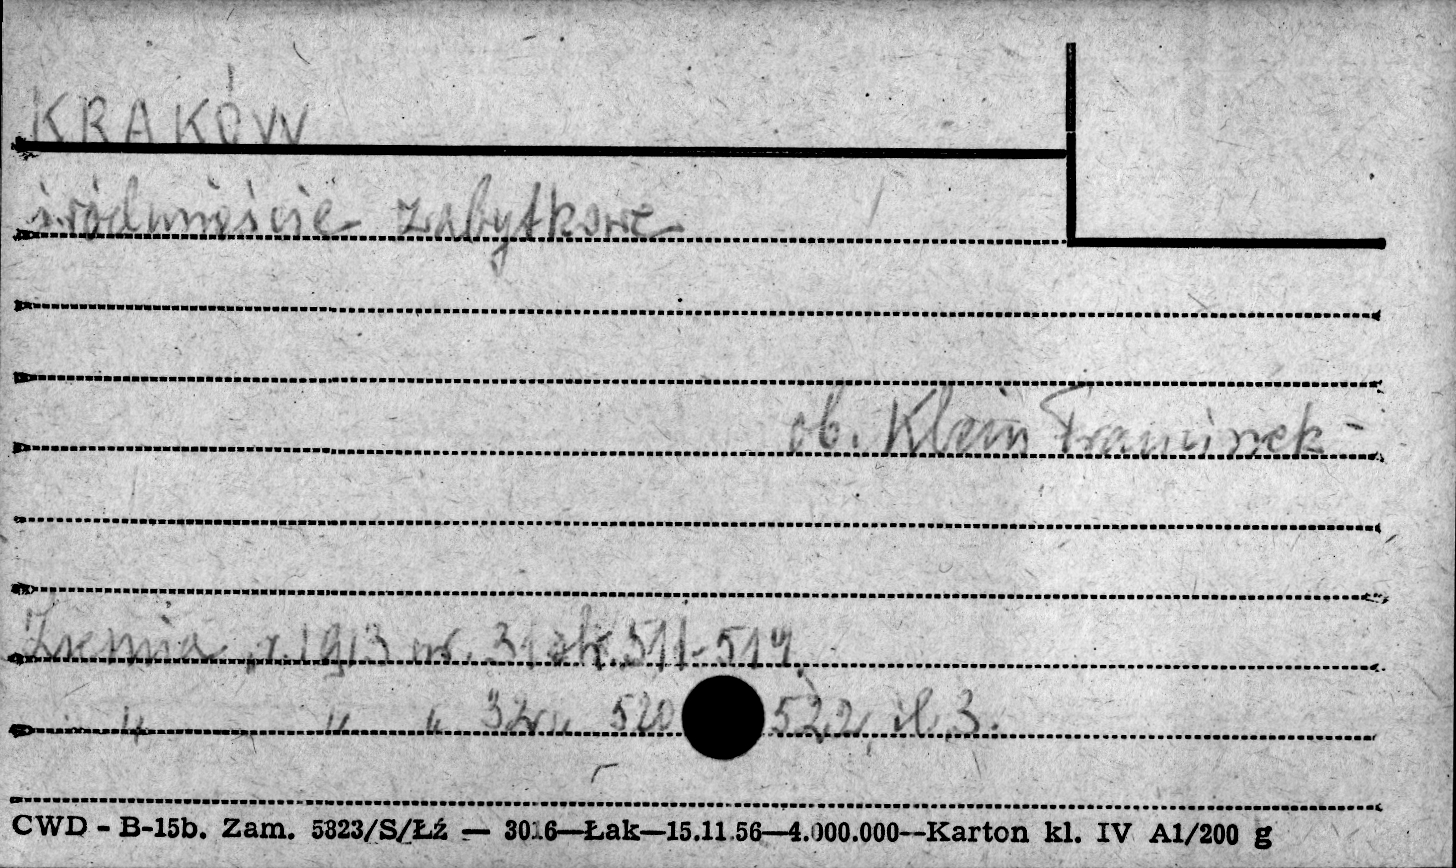 KRAKÓW
śródmieście zabytkowe
ob. Klein Franciszek -
Ziemia, r. 1913 nr. 31 str. 511-514,
" " " 32 " 520 522, il. 3.
CWD - B-15b. Zam. 5823/S/Łź — 3016—Łak—15.11.56—4.000.000--Karton kl. IV A1/200 g